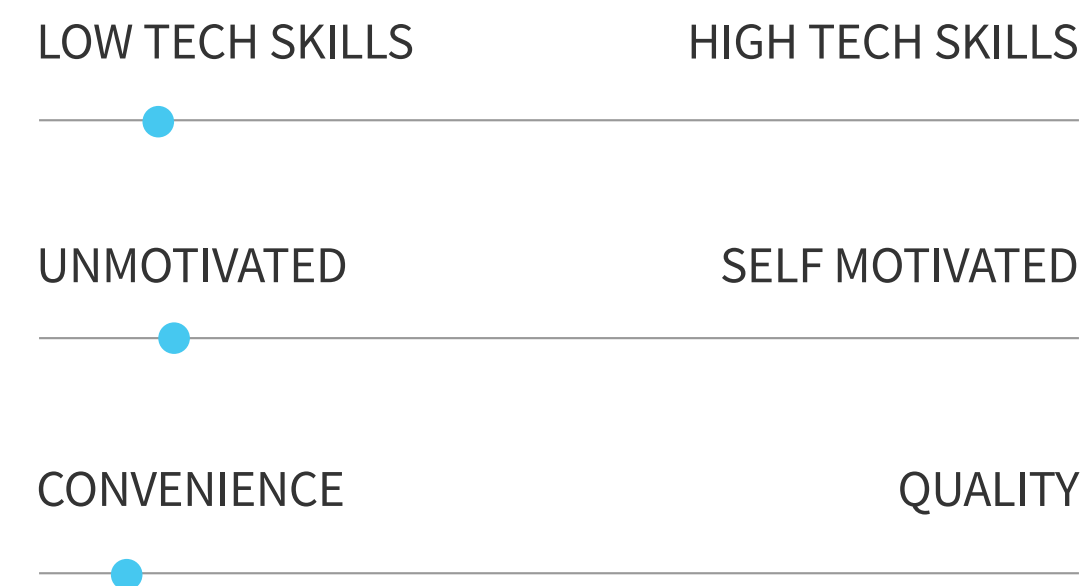 LOW TECH SKILLS HIGH TECH SKILLS
UNMOTIVATED SELF MOTIVATED
CONVENIENCE QUALITY